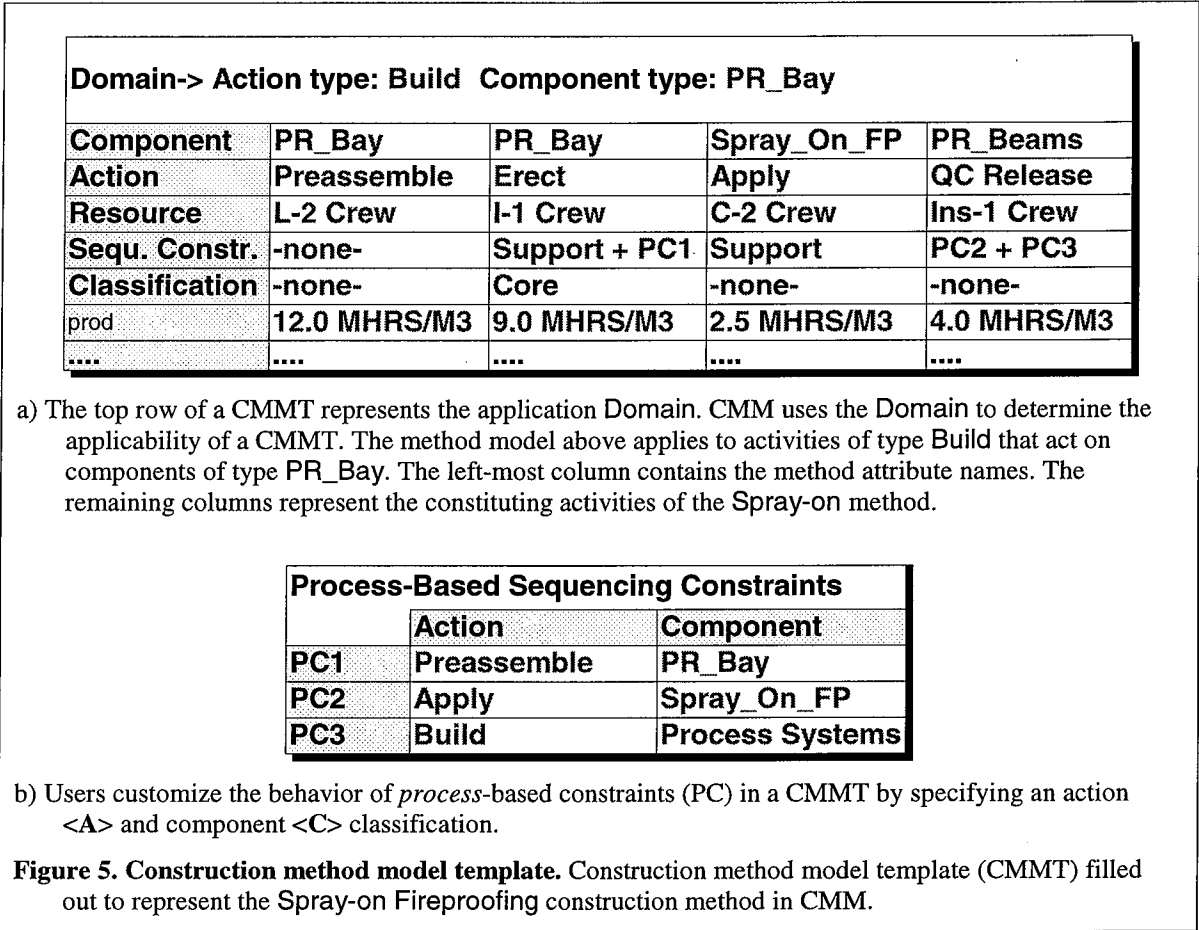 Domain-> Action type: Build  Component type: PR_Bay
Component PR_Bay PR_Bay Spray_On_FP PR_Beams
Action Preassemble Erect Apply QC Release
Resource L-2 Crew I-1 Crew C-2 Crew Ins-1 Crew
Sequ. Constr. -none- Support + PC1 Support PC2 + PC3
Classification -none- Core -none- -none-
prod 12.0 MHRS/M3 9.0 MHRS/M3 2.5 MHRS/M3 4.0 MHRS/M3
.... .... .... .... ....
a) The top row of a CMMT represents the application Domain. CMM uses the Domain to determine the
applicability of a CMMT. The method model above applies to activities of type Build that act on
components of type PR_Bay. The left-most column contains the method attribute names. The
remaining columns represent the constituting activities of the Spray-on method.
Process-Based Sequencing Constraints
Action Component
PC1 Preassemble PR_Bay
PC2 Apply Spray_On_FP
PC3 Build Process Systems
b) Users customize the behavior of process-based constraints (PC) in a CMMT by specifying an action
<A> and component <C> classification.
Figure 5. Construction method model template. Construction method model template (CMMT) filled
out to represent the Spray-on Fireproofing construction method in CMM.